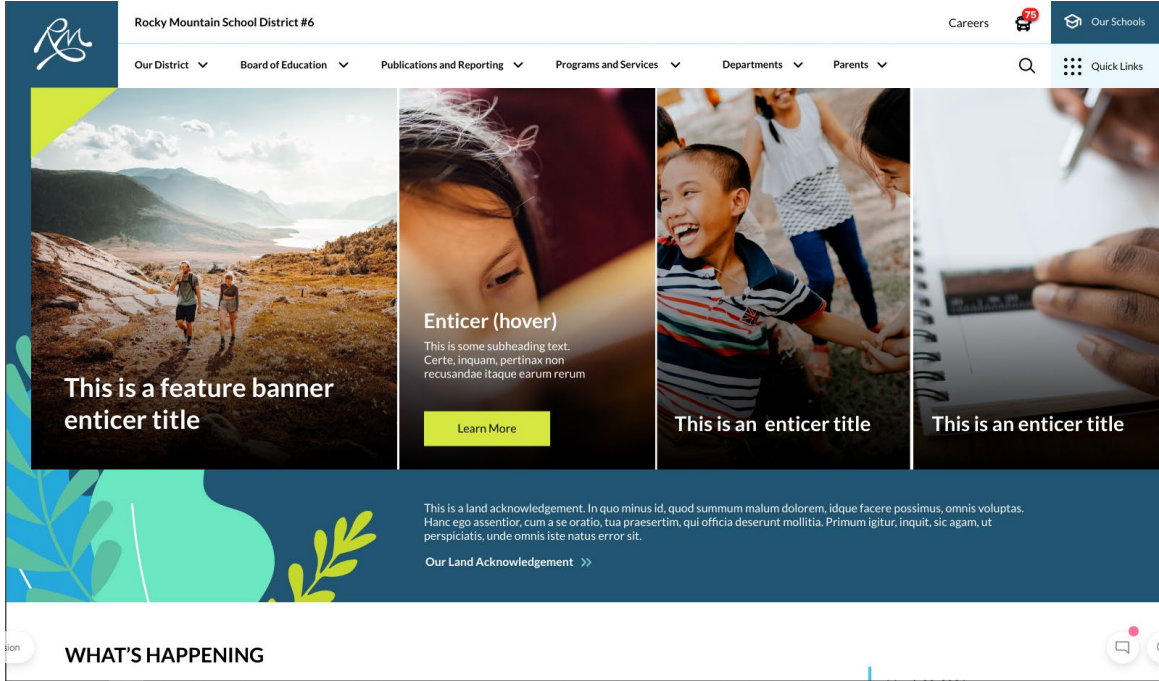 RM
Rocky Mountain School District #6
Careers
75
Our Schools
Our District
Board of Education
Publications and Reporting
Programs and Services
Departments
Parents
Quick Links
This is a feature banner
enticer title
Enticer (hover)
This is some subheading text.
Certe, inquam, pertinax non
recusandae itaque earum rerum
Learn More
This is an enticer title
This is an enticer title
This is a land acknowledgement. In quo minus id, quod summum malum dolorem, idque facere possimus, omnis voluptas.
Hanc ego assentior, cum a se oratio, tua praesertim, qui officia deserunt mollitia. Primum igitur, inquit, sic agam, ut
perspiciatis, unde omnis iste natus error sit.
Our Land Acknowledgement
WHAT'S HAPPENING